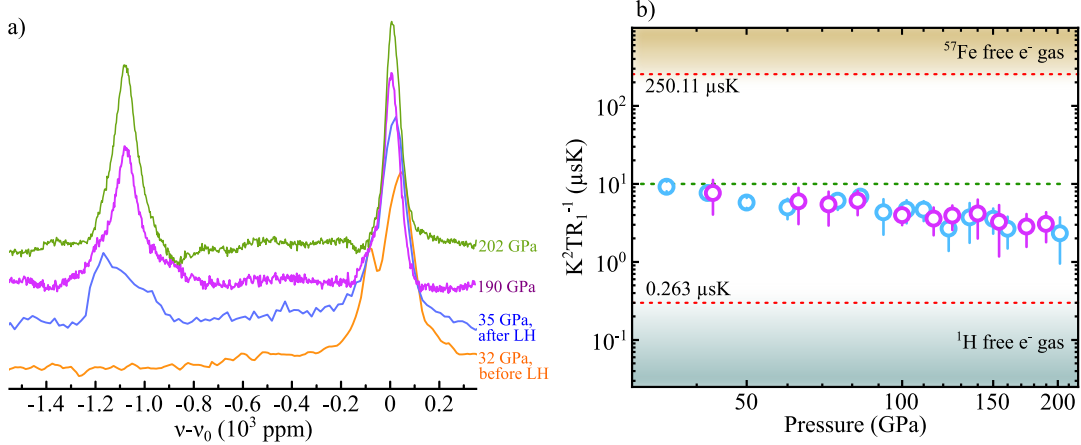 a)
202 GPa
190 GPa
35 GPa,
after LH
32 GPa,
before LH
-1.4 -1.2 -1.0 -0.8 -0.6 -0.4 -0.2 0 0.2
ν-ν₀ (10³ ppm)
b)
⁵⁷Fe free e⁻ gas
250.11 µsK
0.263 µsK
¹H free e⁻ gas
10²
10¹
10⁰
10⁻¹
K²TR₁⁻¹ (µsK)
50 100 150 200
Pressure (GPa)